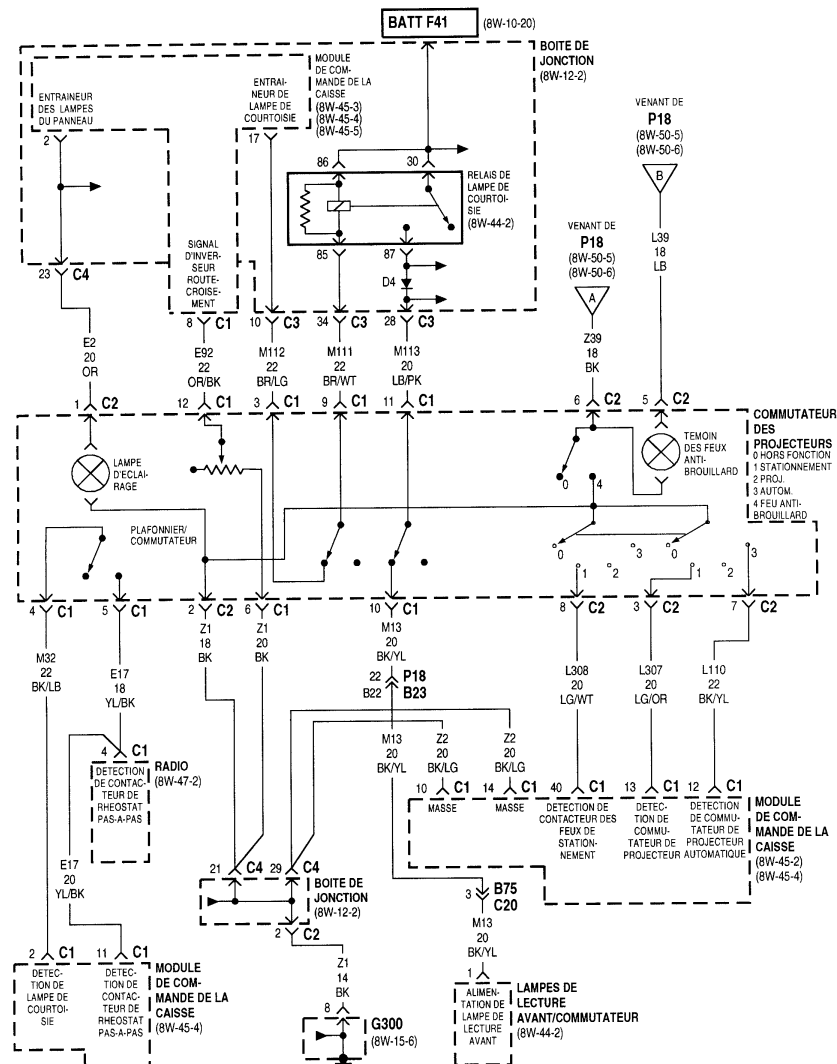 BATT F41
(8W-10-20)
BOITE DE
JONCTION
(8W-12-2)
MODULE
DE COM-
MANDE DE LA
CAISSE
(8W-45-3)
(8W-45-4)
(8W-45-5)
ENTRAINEUR
DES LAMPES
DU PANNEAU
2
ENTRAI-
NEUR DE
LAMPE DE
COURTOISIE
17
86
30
RELAIS DE
LAMPE DE
COURTOI-
SIE
(8W-44-2)
85
87
D4
SIGNAL
D'INVER-
SEUR
ROUTE-
CROISE-
MENT
VENANT DE
P18
(8W-50-5)
(8W-50-6)
B
VENANT DE
P18
(8W-50-5)
(8W-50-6)
A
L39
18
LB
23 C4
8 C1
10 C3
34 C3
28 C3
E2
20
OR
E92
22
OR/BK
M112
22
BR/LG
M111
22
BR/WT
M113
20
LB/PK
Z39
18
BK
1 C2
12 C1
3 C1
9 C1
11 C1
6 C2
5 C2
COMMUTATEUR
DES
PROJECTEURS
0 HORS FONCTION
1 STATIONNEMENT
2 PROJ.
3 AUTOM.
4 FEU ANTI-
BROUILLARD
LAMPE
D'ECLAI-
RAGE
TEMOIN
DES FEUX
ANTI-
BROUILLARD
0
4
PLAFONNIER/
COMMUTATEUR
0
3
0
3
1
2
1
2
4 C1
5 C1
2 C2
6 C1
10 C1
8 C2
3 C2
7 C2
M32
22
BK/LB
E17
18
YL/BK
Z1
18
BK
Z1
20
BK
M13
20
BK/YL
L308
20
LG/WT
L307
20
LG/OR
L110
22
BK/YL
22 P18
B22 B23
M13
20
BK/YL
Z2
20
BK/LG
Z2
20
BK/LG
4 C1
RADIO
(8W-47-2)
DETECTION
DE CONTAC-
TEUR DE
RHEOSTAT
PAS-A-PAS
10 C1
14 C1
40 C1
13 C1
12 C1
MASSE
MASSE
DETECTION DE
CONTACTEUR DES
FEUX DE
STATION-
NEMENT
DETEC-
TION DE
COMMU-
TATEUR DE
PROJECTEUR
DETECTION
DE COMMU-
TATEUR DE
PROJECTEUR
AUTOMATIQUE
MODULE
DE COM-
MANDE DE LA
CAISSE
(8W-45-2)
(8W-45-4)
E17
20
YL/BK
21 C4
29 C4
BOITE DE
JONCTION
(8W-12-2)
2 C2
3 B75
C20
M13
20
BK/YL
1
ALIMEN-
TATION DE
LAMPE DE
LECTURE
AVANT
LAMPES DE
LECTURE
AVANT/COMMUTATEUR
(8W-44-2)
Z1
14
BK
8
G300
(8W-15-6)
2 C1
11 C1
DETEC-
TION DE
LAMPE DE
COURTOI-
SIE
DETEC-
TION DE
CONTAC-
TEUR DE
RHEOSTAT
PAS-A-PAS
MODULE
DE COM-
MANDE DE LA
CAISSE
(8W-45-4)